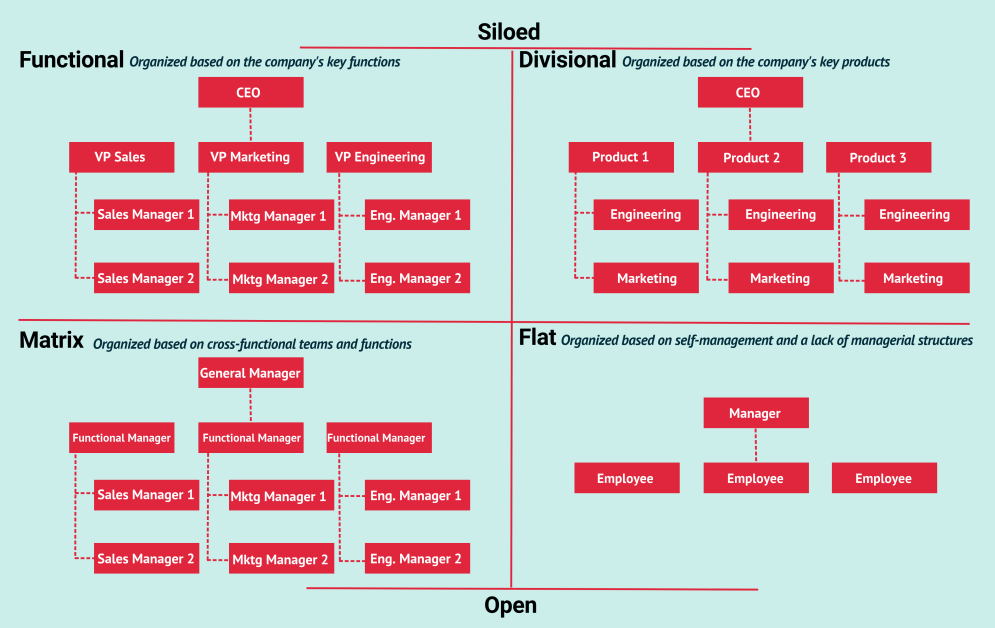 Siloed
Functional Organized based on the company's key functions
CEO
VP Sales
VP Marketing
VP Engineering
Sales Manager 1
Mktg Manager 1
Eng. Manager 1
Sales Manager 2
Mktg Manager 2
Eng. Manager 2
Divisional Organized based on the company's key products
CEO
Product 1
Product 2
Product 3
Engineering
Engineering
Engineering
Marketing
Marketing
Marketing
Matrix Organized based on cross-functional teams and functions
General Manager
Functional Manager
Functional Manager
Functional Manager
Sales Manager 1
Mktg Manager 1
Eng. Manager 1
Sales Manager 2
Mktg Manager 2
Eng. Manager 2
Flat Organized based on self-management and a lack of managerial structures
Manager
Employee
Employee
Employee
Open